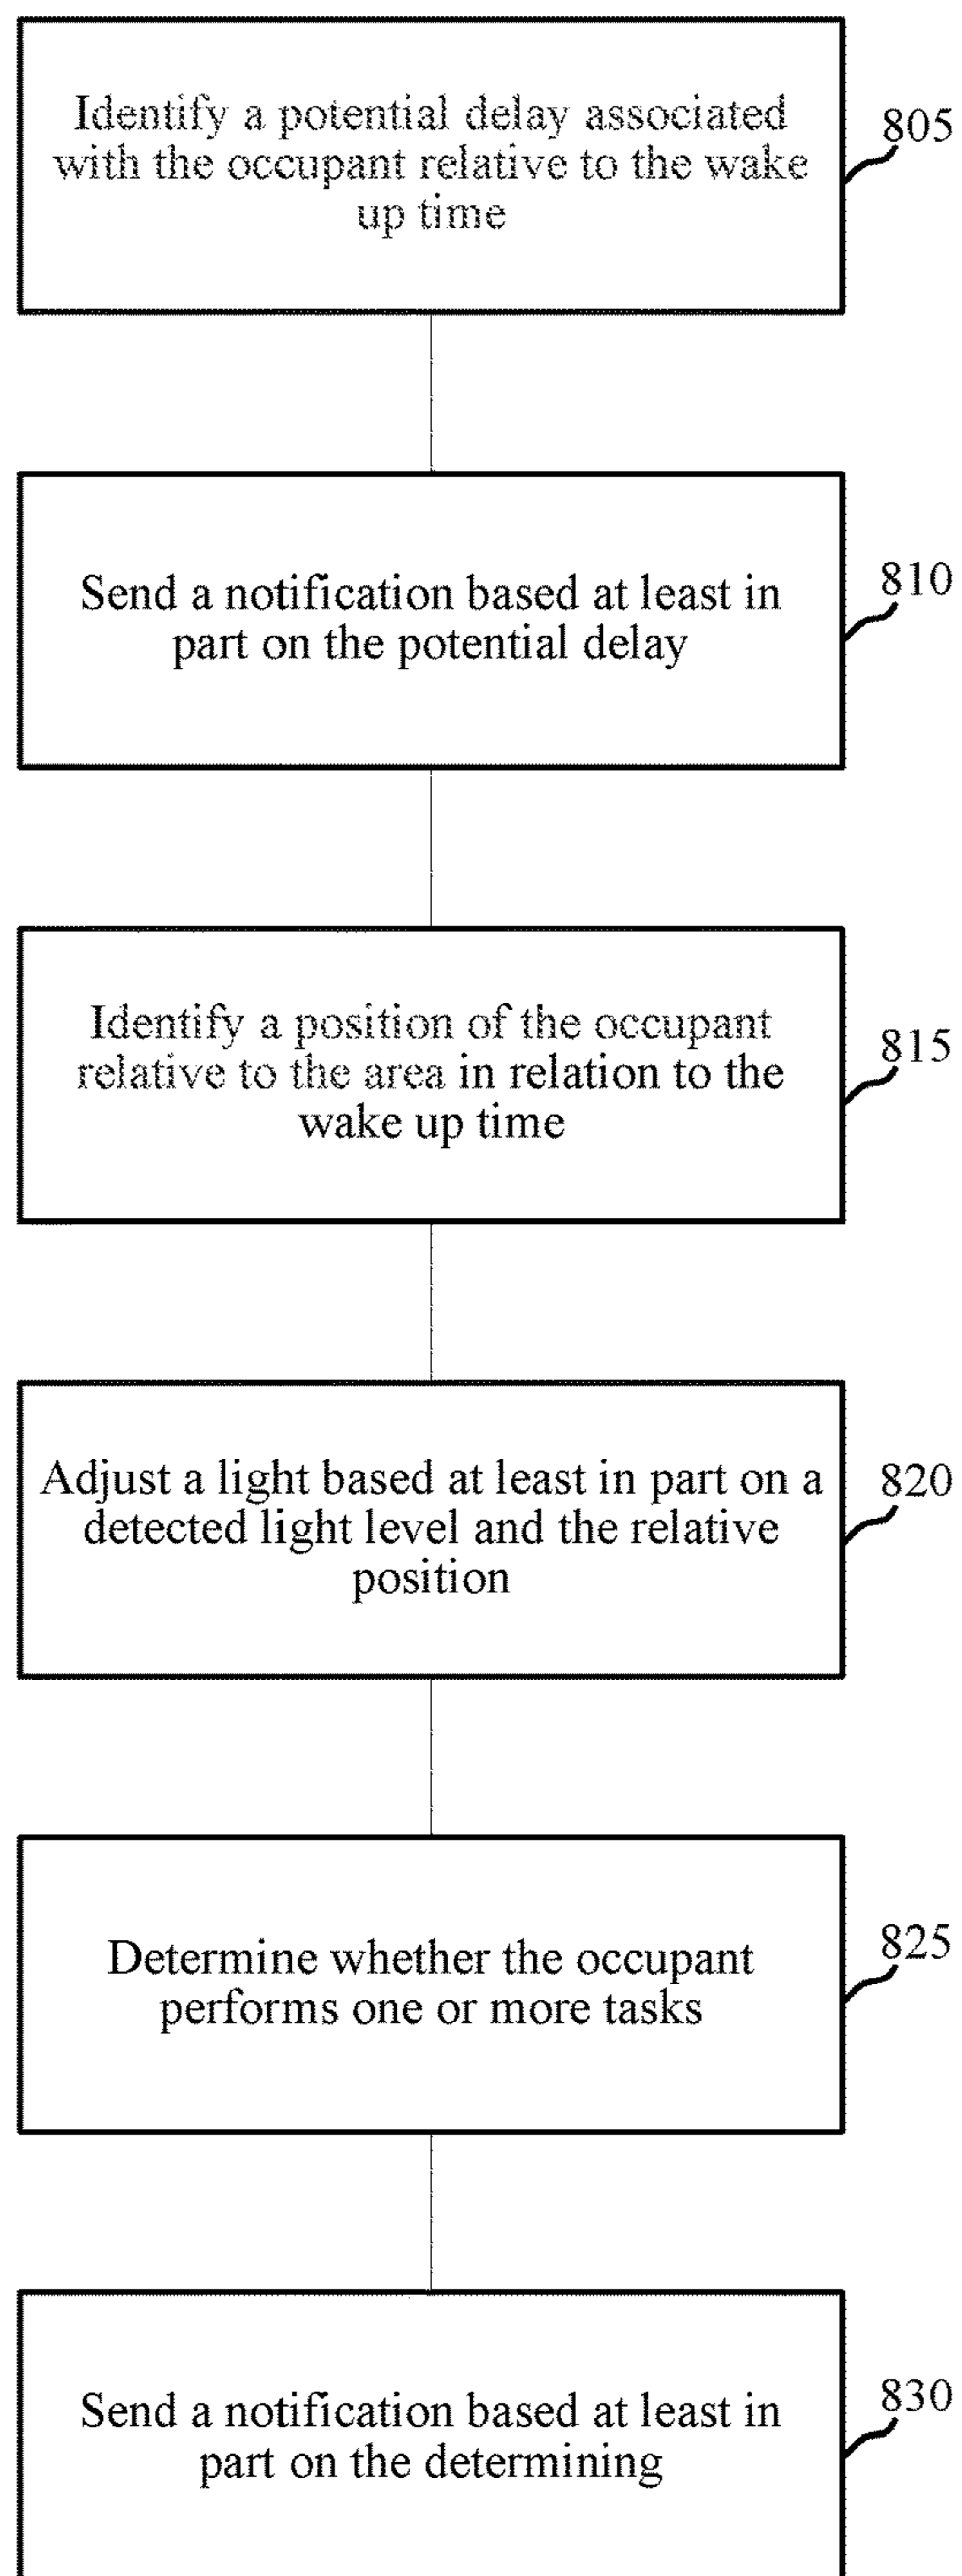 Identify a potential delay associated
with the occupant relative to the wake
up time
805
Send a notification based at least in
part on the potential delay
810
Identify a position of the occupant
relative to the area in relation to the
wake up time
815
Adjust a light based at least in part on a
detected light level and the relative
position
820
Determine whether the occupant
performs one or more tasks
825
Send a notification based at least in
part on the determining
830